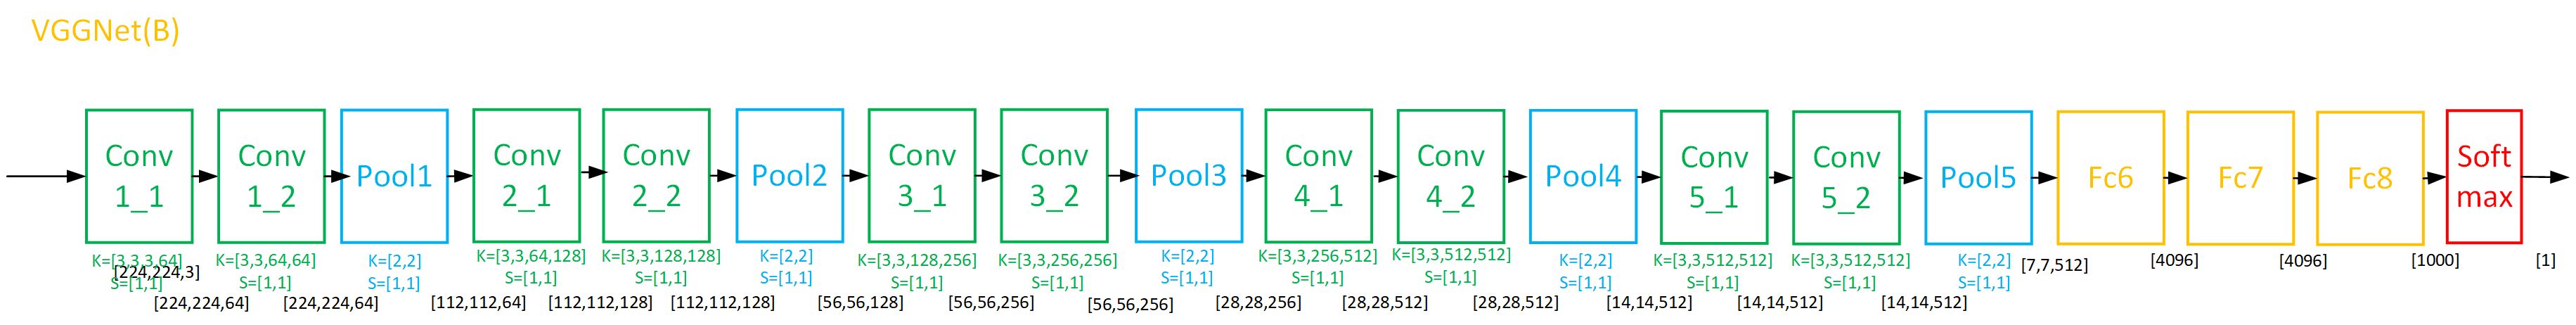 VGGNet(B)
Conv
1_1
Conv
1_2
Pool1
Conv
2_1
Conv
2_2
Pool2
Conv
3_1
Conv
3_2
Pool3
Conv
4_1
Conv
4_2
Pool4
Conv
5_1
Conv
5_2
Pool5
Fc6
Fc7
Fc8
Soft
max
K=[3,3,3,64]
S=[1,1]
K=[3,3,64,64]
S=[1,1]
K=[2,2]
S=[1,1]
K=[3,3,64,128]
S=[1,1]
K=[3,3,128,128]
S=[1,1]
K=[2,2]
S=[1,1]
K=[3,3,128,256]
S=[1,1]
K=[3,3,256,256]
S=[1,1]
K=[2,2]
S=[1,1]
K=[3,3,256,512]
S=[1,1]
K=[3,3,512,512]
S=[1,1]
K=[2,2]
S=[1,1]
K=[3,3,512,512]
S=[1,1]
K=[3,3,512,512]
S=[1,1]
K=[2,2]
S=[1,1]
[224,224,3]
[224,224,64]
[224,224,64]
[112,112,64]
[112,112,128]
[112,112,128]
[56,56,128]
[56,56,256]
[56,56,256]
[28,28,256]
[28,28,512]
[28,28,512]
[14,14,512]
[14,14,512]
[14,14,512]
[7,7,512]
[4096]
[4096]
[1000]
[1]